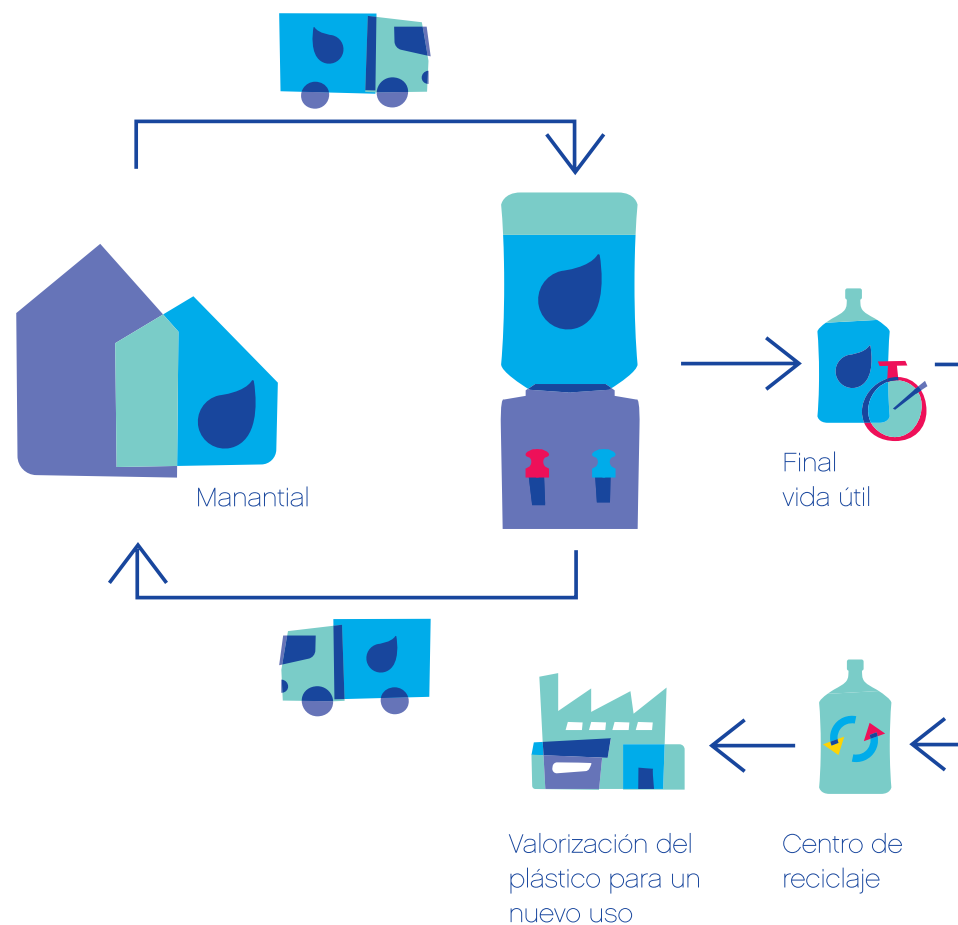 Manantial
Final
vida útil
Valorización del
plástico para un
nuevo uso
Centro de
reciclaje